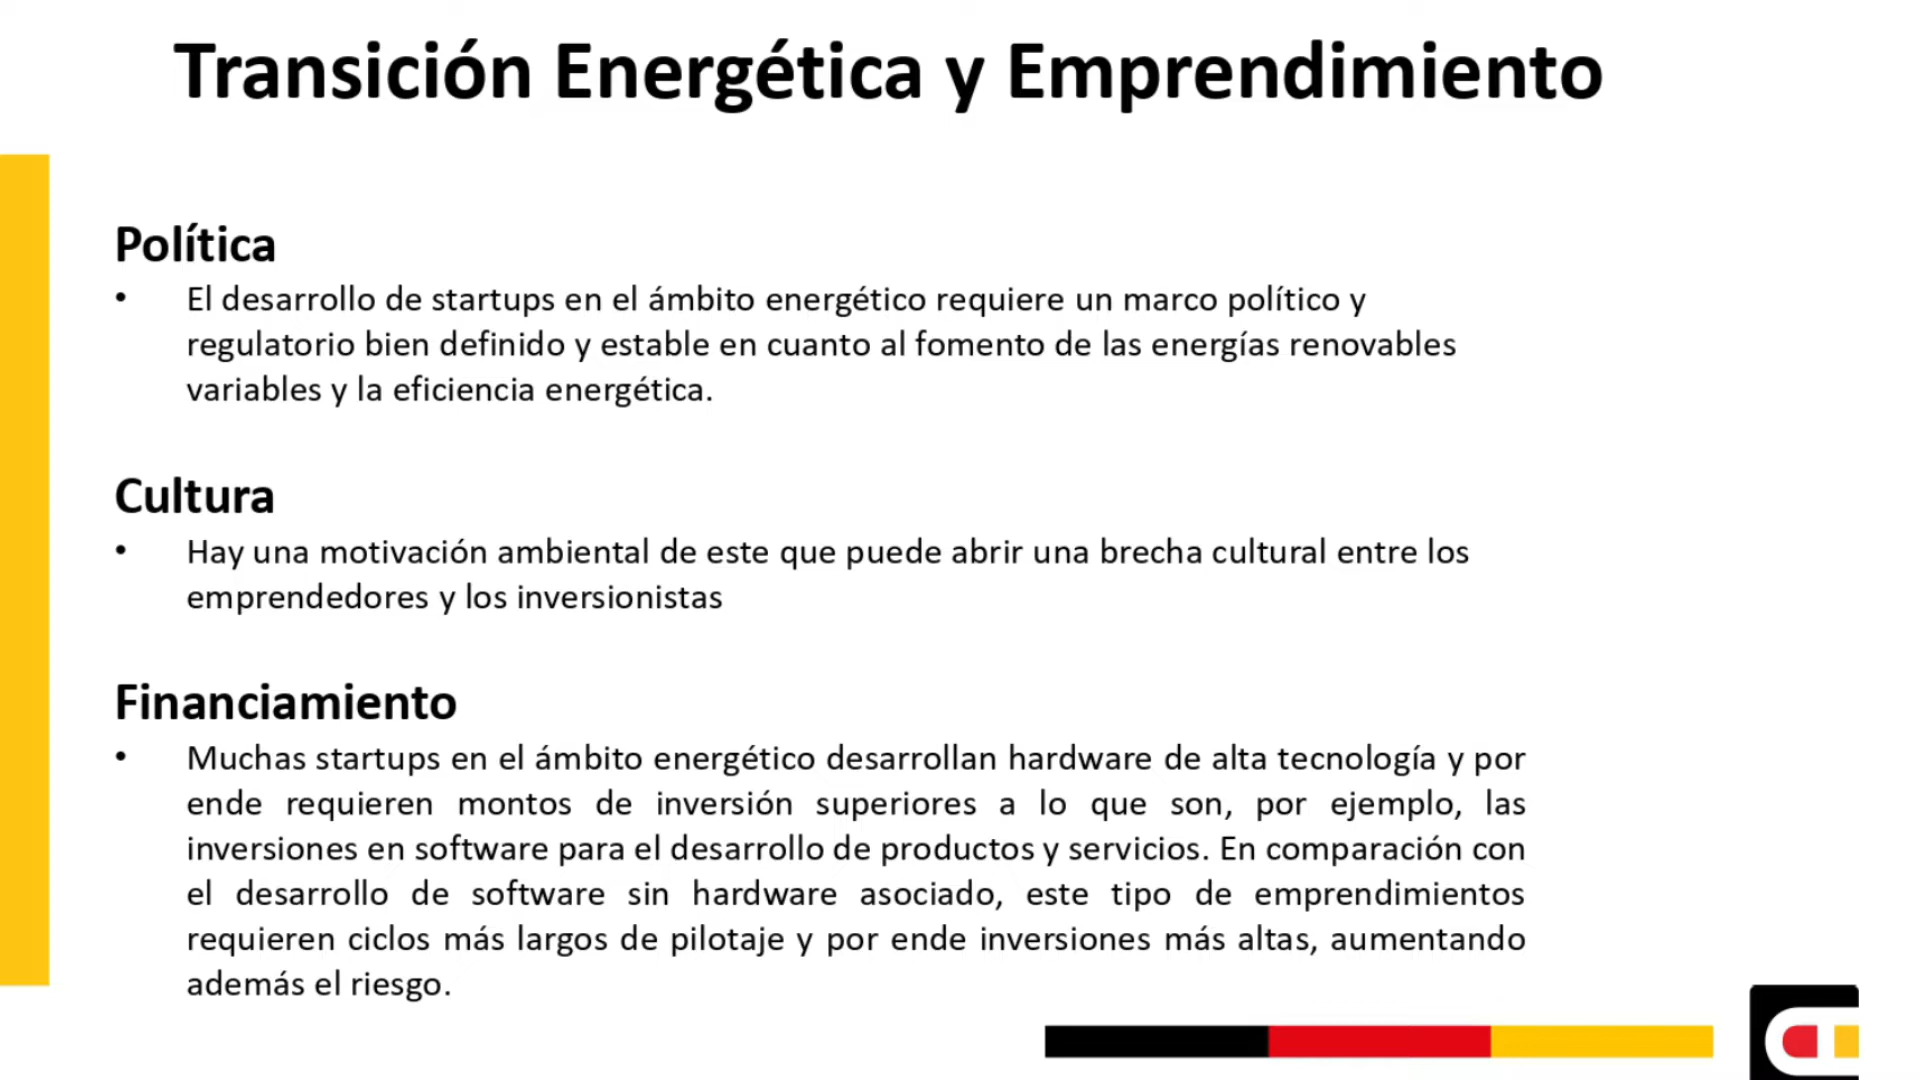 Transición Energética y Emprendimiento
Política
• El desarrollo de startups en el ámbito energético requiere un marco político y
regulatorio bien definido y estable en cuanto al fomento de las energías renovables
variables y la eficiencia energética.
Cultura
• Hay una motivación ambiental de este que puede abrir una brecha cultural entre los
emprendedores y los inversionistas
Financiamiento
• Muchas startups en el ámbito energético desarrollan hardware de alta tecnología y por
ende requieren montos de inversión superiores a lo que son, por ejemplo, las
inversiones en software para el desarrollo de productos y servicios. En comparación con
el desarrollo de software sin hardware asociado, este tipo de emprendimientos
requieren ciclos más largos de pilotaje y por ende inversiones más altas, aumentando
además el riesgo.